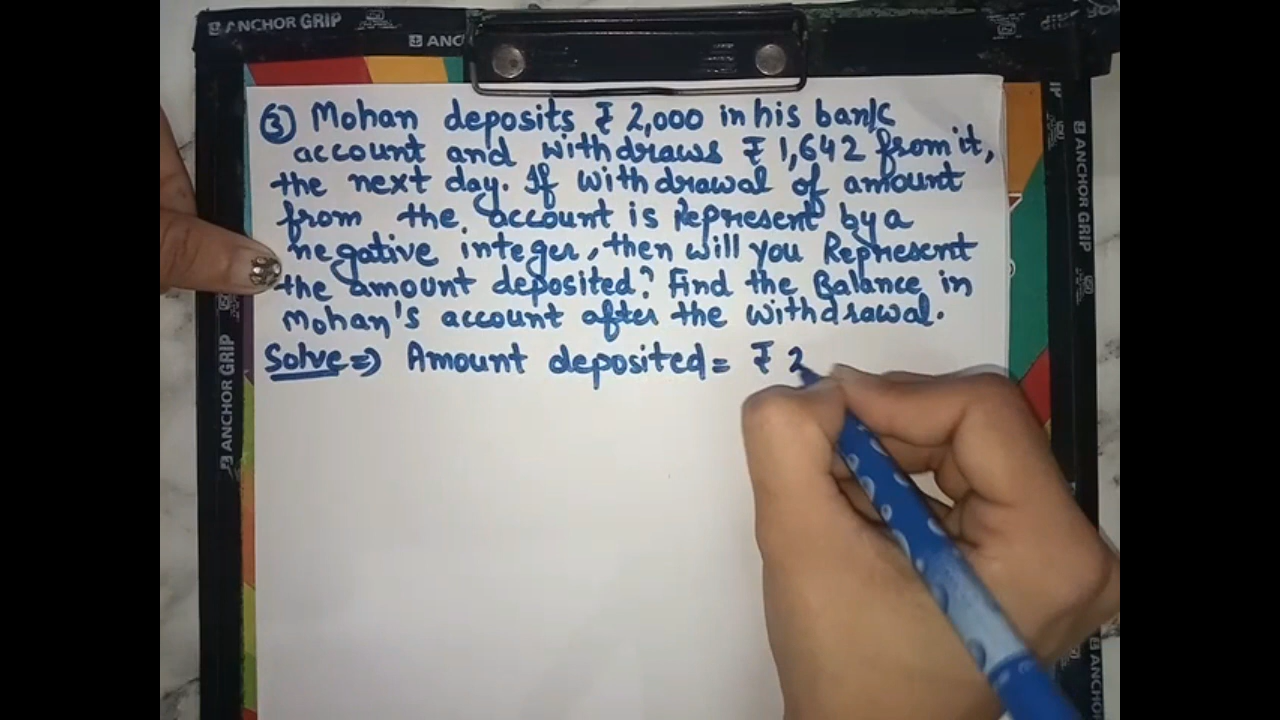 ANCHOR GRIP
ANC
③ Mohan deposits ₹ 2,000 in his bank
account and withdraws ₹ 1,642 from it,
the next day. If withdrawal of amount
from the account is Represent by a
negative integer, then will you Represent
the amount deposited? Find the Balance in
Mohan's account after the withdrawal.
Solve => Amount deposited = ₹ 2
ANCHOR GRIP
ANCHOR GRIP
ANCHOR